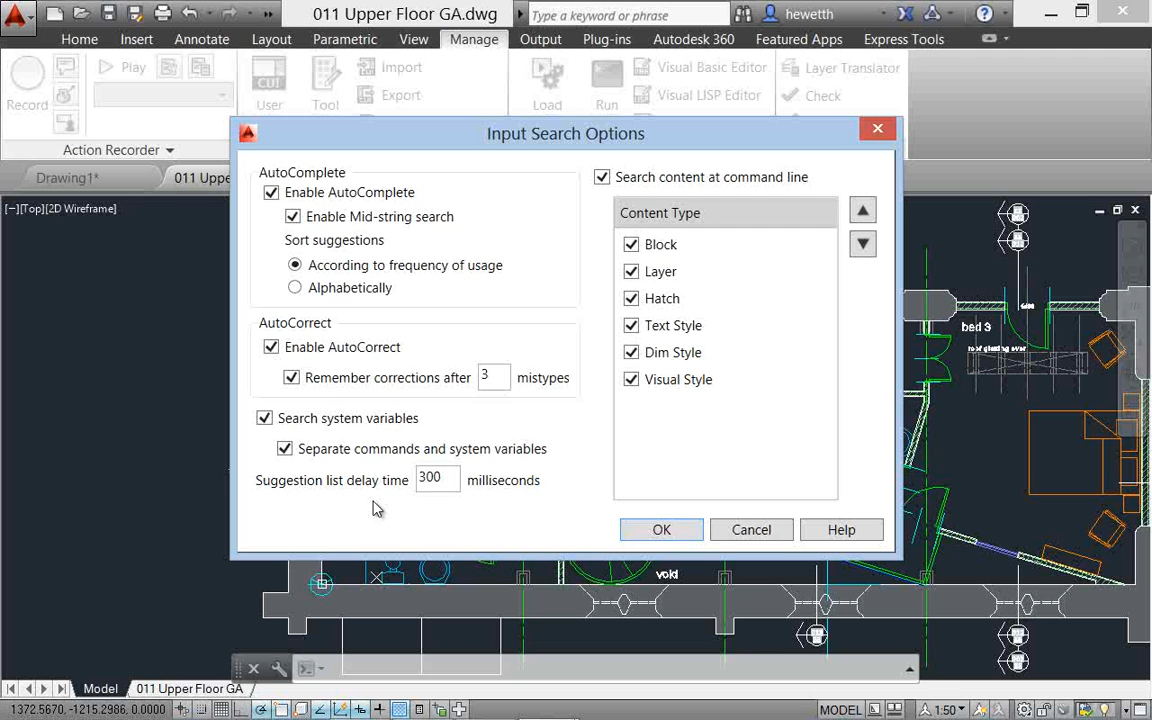 011 Upper Floor GA.dwg
Type a keyword or phrase
hewetth
Home
Insert
Annotate
Layout
Parametric
View
Manage
Output
Plug-ins
Autodesk 360
Featured Apps
Express Tools
Record
Play
CUI
User
Tool
Import
Export
Load
Run
Visual Basic Editor
Visual LISP Editor
Layer Translator
Check
Action Recorder
Drawing1*
011 Uppe
[−][Top][2D Wireframe]
Input Search Options
AutoComplete
Enable AutoComplete
Enable Mid-string search
Sort suggestions
According to frequency of usage
Alphabetically
AutoCorrect
Enable AutoCorrect
Remember corrections after 3 mistypes
Search system variables
Separate commands and system variables
Suggestion list delay time 300 milliseconds
Search content at command line
Content Type
Block
Layer
Hatch
Text Style
Dim Style
Visual Style
OK
Cancel
Help
bed 3
roof glazing over
void
Model
011 Upper Floor GA
1372.5670, -1215.2986, 0.0000
MODEL
1:50